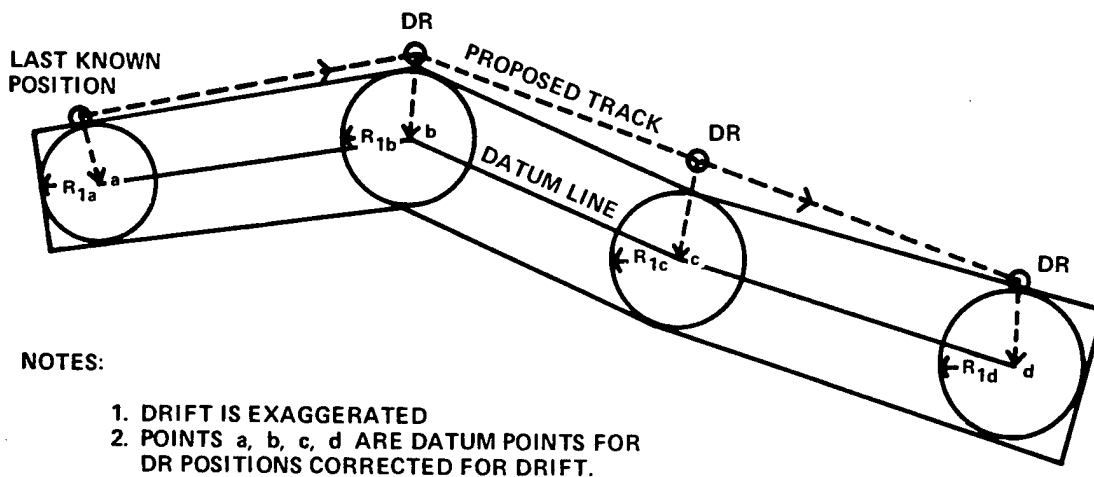 DR
LAST KNOWN
POSITION
PROPOSED TRACK
DR
R1b
b
R1a
a
DATUM LINE
R1c
c
DR
R1d
d
NOTES:
1. DRIFT IS EXAGGERATED
2. POINTS a, b, c, d ARE DATUM POINTS FOR
DR POSITIONS CORRECTED FOR DRIFT.